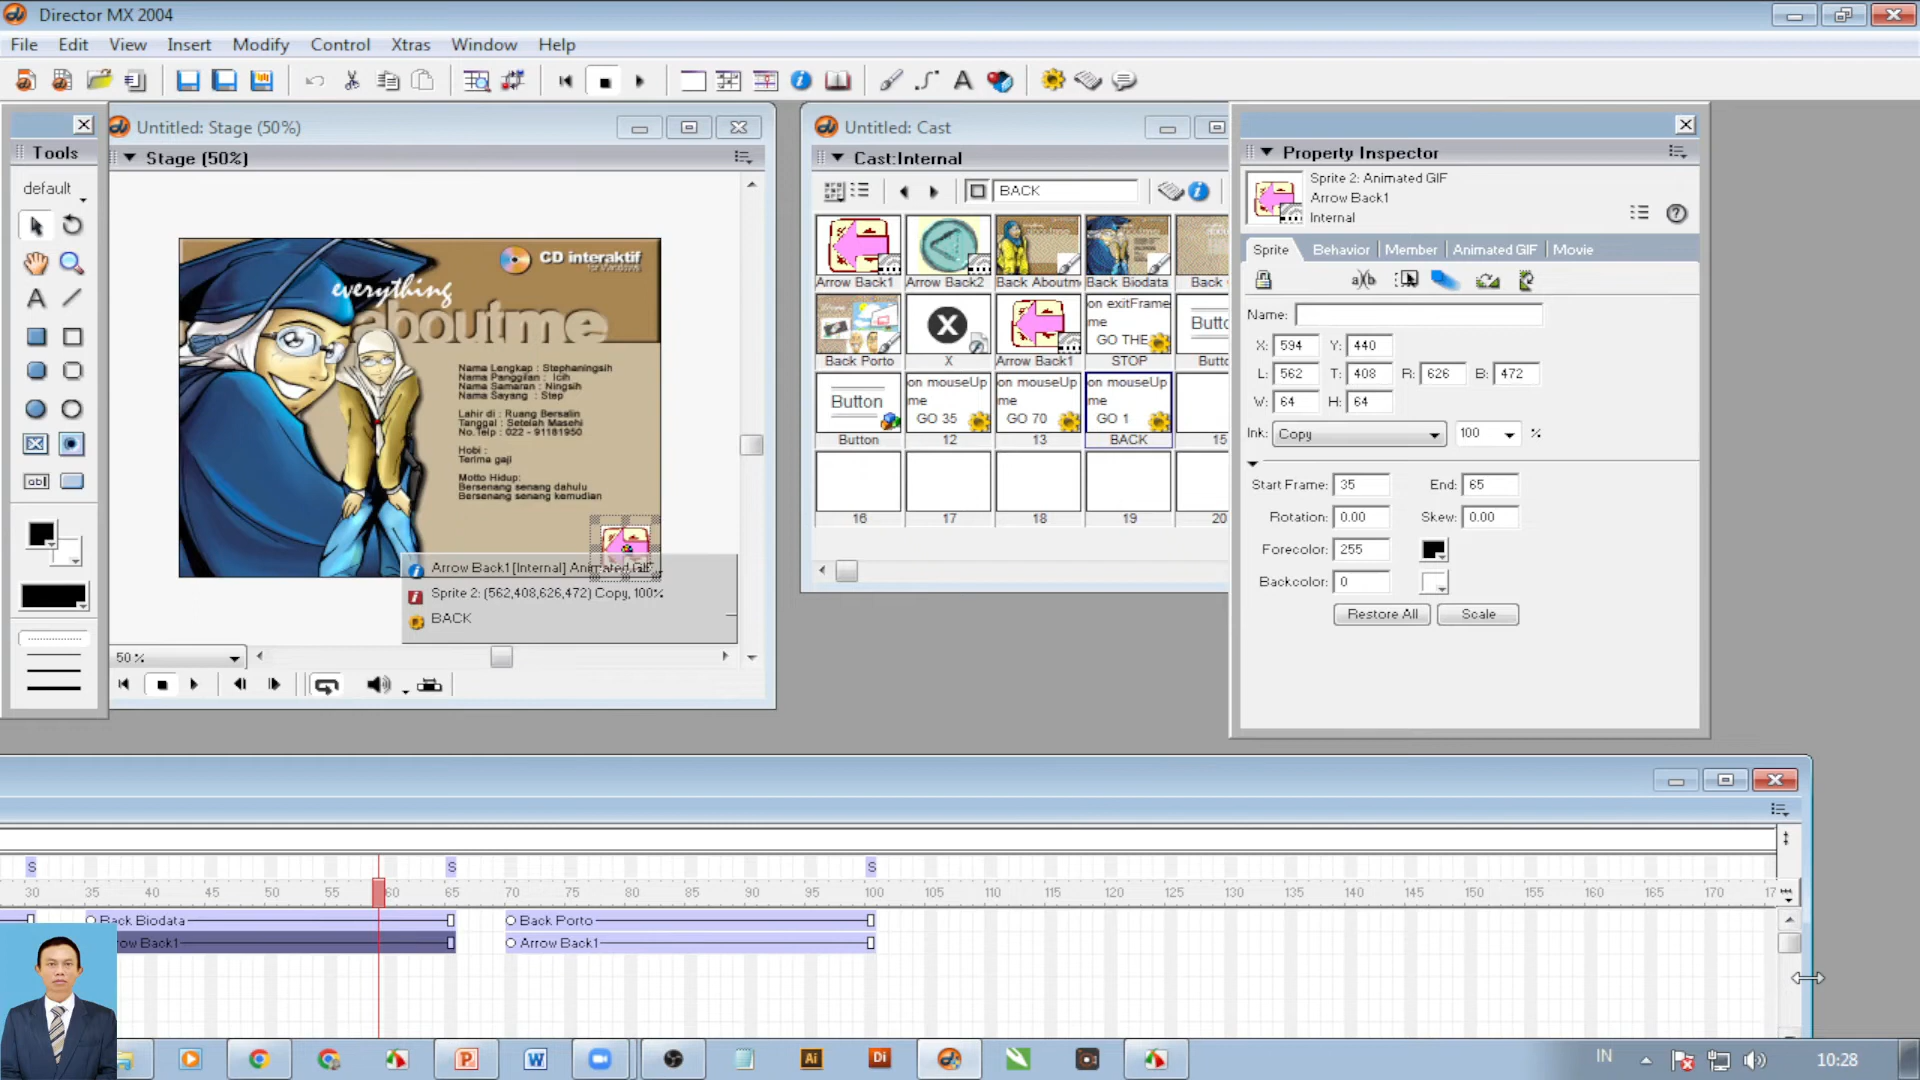 Director MX 2004
File Edit View Insert Modify Control Xtras Window Help
Untitled: Stage (50%)
Untitled: Cast
Tools
Stage (50%)
Cast:Internal
Property Inspector
default
BACK
Sprite 2: Animated GIF
Arrow Back1
Internal
Sprite Behavior Member Animated GIF Movie
CD interaktif
for Windows
everything
aboutme
Nama Lengkap : Stephaningsih
Nama Panggilan : Icih
Nama Samaran : Ningsih
Nama Sayang : Step
Lahir di : Ruang Bersalin
Tanggal : Setelah Masehi
No.Telp : 022 - 91181950
Hobi :
Terima gaji
Motto Hidup:
Bersenang senang dahulu
Bersenang senang kemudian
Arrow Back1 [Internal] Animated GIF
Sprite 2: (562,408,626,472) Copy, 100%
BACK
50%
Arrow Back1 Arrow Back2 Back Aboutm Back Biodata Back
on exitFrame
me
GO THE
Button
Back Porto X Arrow Back1 STOP
Button
on mouseUp
me
GO 35
on mouseUp
me
GO 70
on mouseUp
me
GO 1
Button 12 13 BACK 15
16 17 18 19 20
Name:
X: 594 Y: 440
L: 562 T: 408 R: 626 B: 472
W: 64 H: 64
Ink: Copy 100 %
Start Frame: 35 End: 65
Rotation: 0.00 Skew: 0.00
Forecolor: 255
Backcolor: 0
Restore All Scale
S S S
30 35 40 45 50 55 60 65 70 75 80 85 90 95 100 105 110 115 120 125 130 135 140 145 150 155 160 165 170 17
Back Biodata Back Porto
ow Back1 Arrow Back1
P W Ai Di
IN 10:28